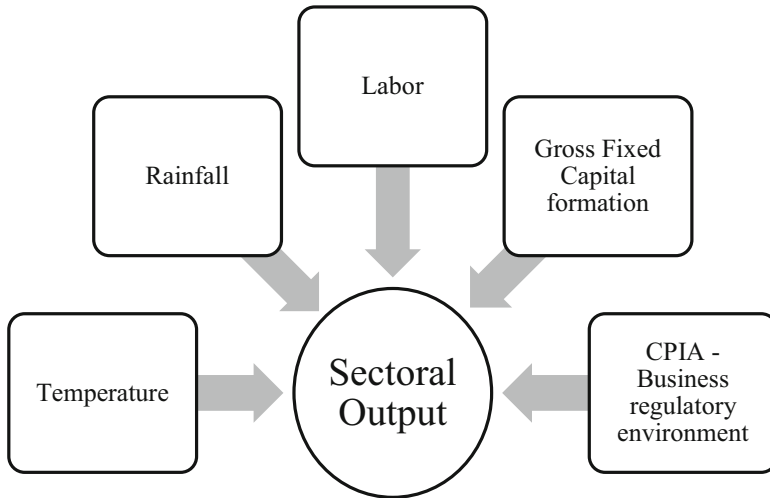 Labor
Rainfall
Gross Fixed
Capital
formation
Temperature
Sectoral
Output
CPIA -
Business
regulatory
environment